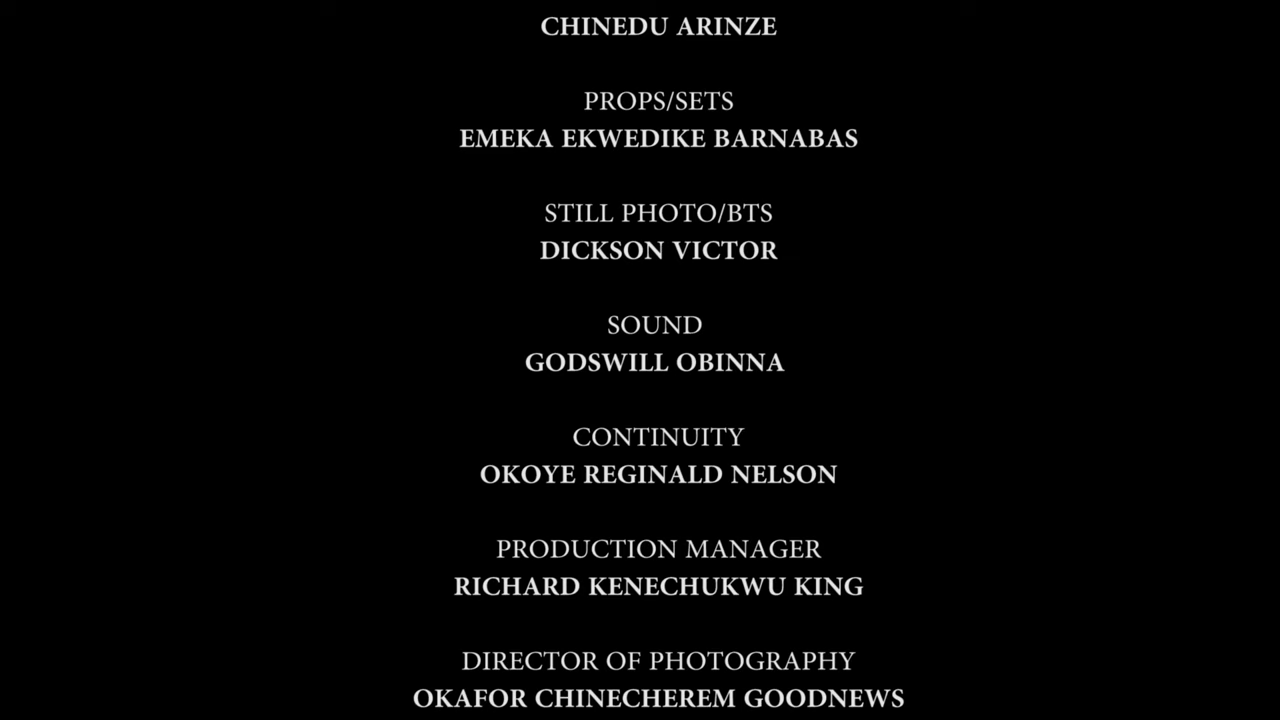 CHINEDU ARINZE
PROPS/SETS
EMEKA EKWEDIKE BARNABAS
STILL PHOTO/BTS
DICKSON VICTOR
SOUND
GODSWILL OBINNA
CONTINUITY
OKOYE REGINALD NELSON
PRODUCTION MANAGER
RICHARD KENECHUKWU KING
DIRECTOR OF PHOTOGRAPHY
OKAFOR CHINECHEREM GOODNEWS